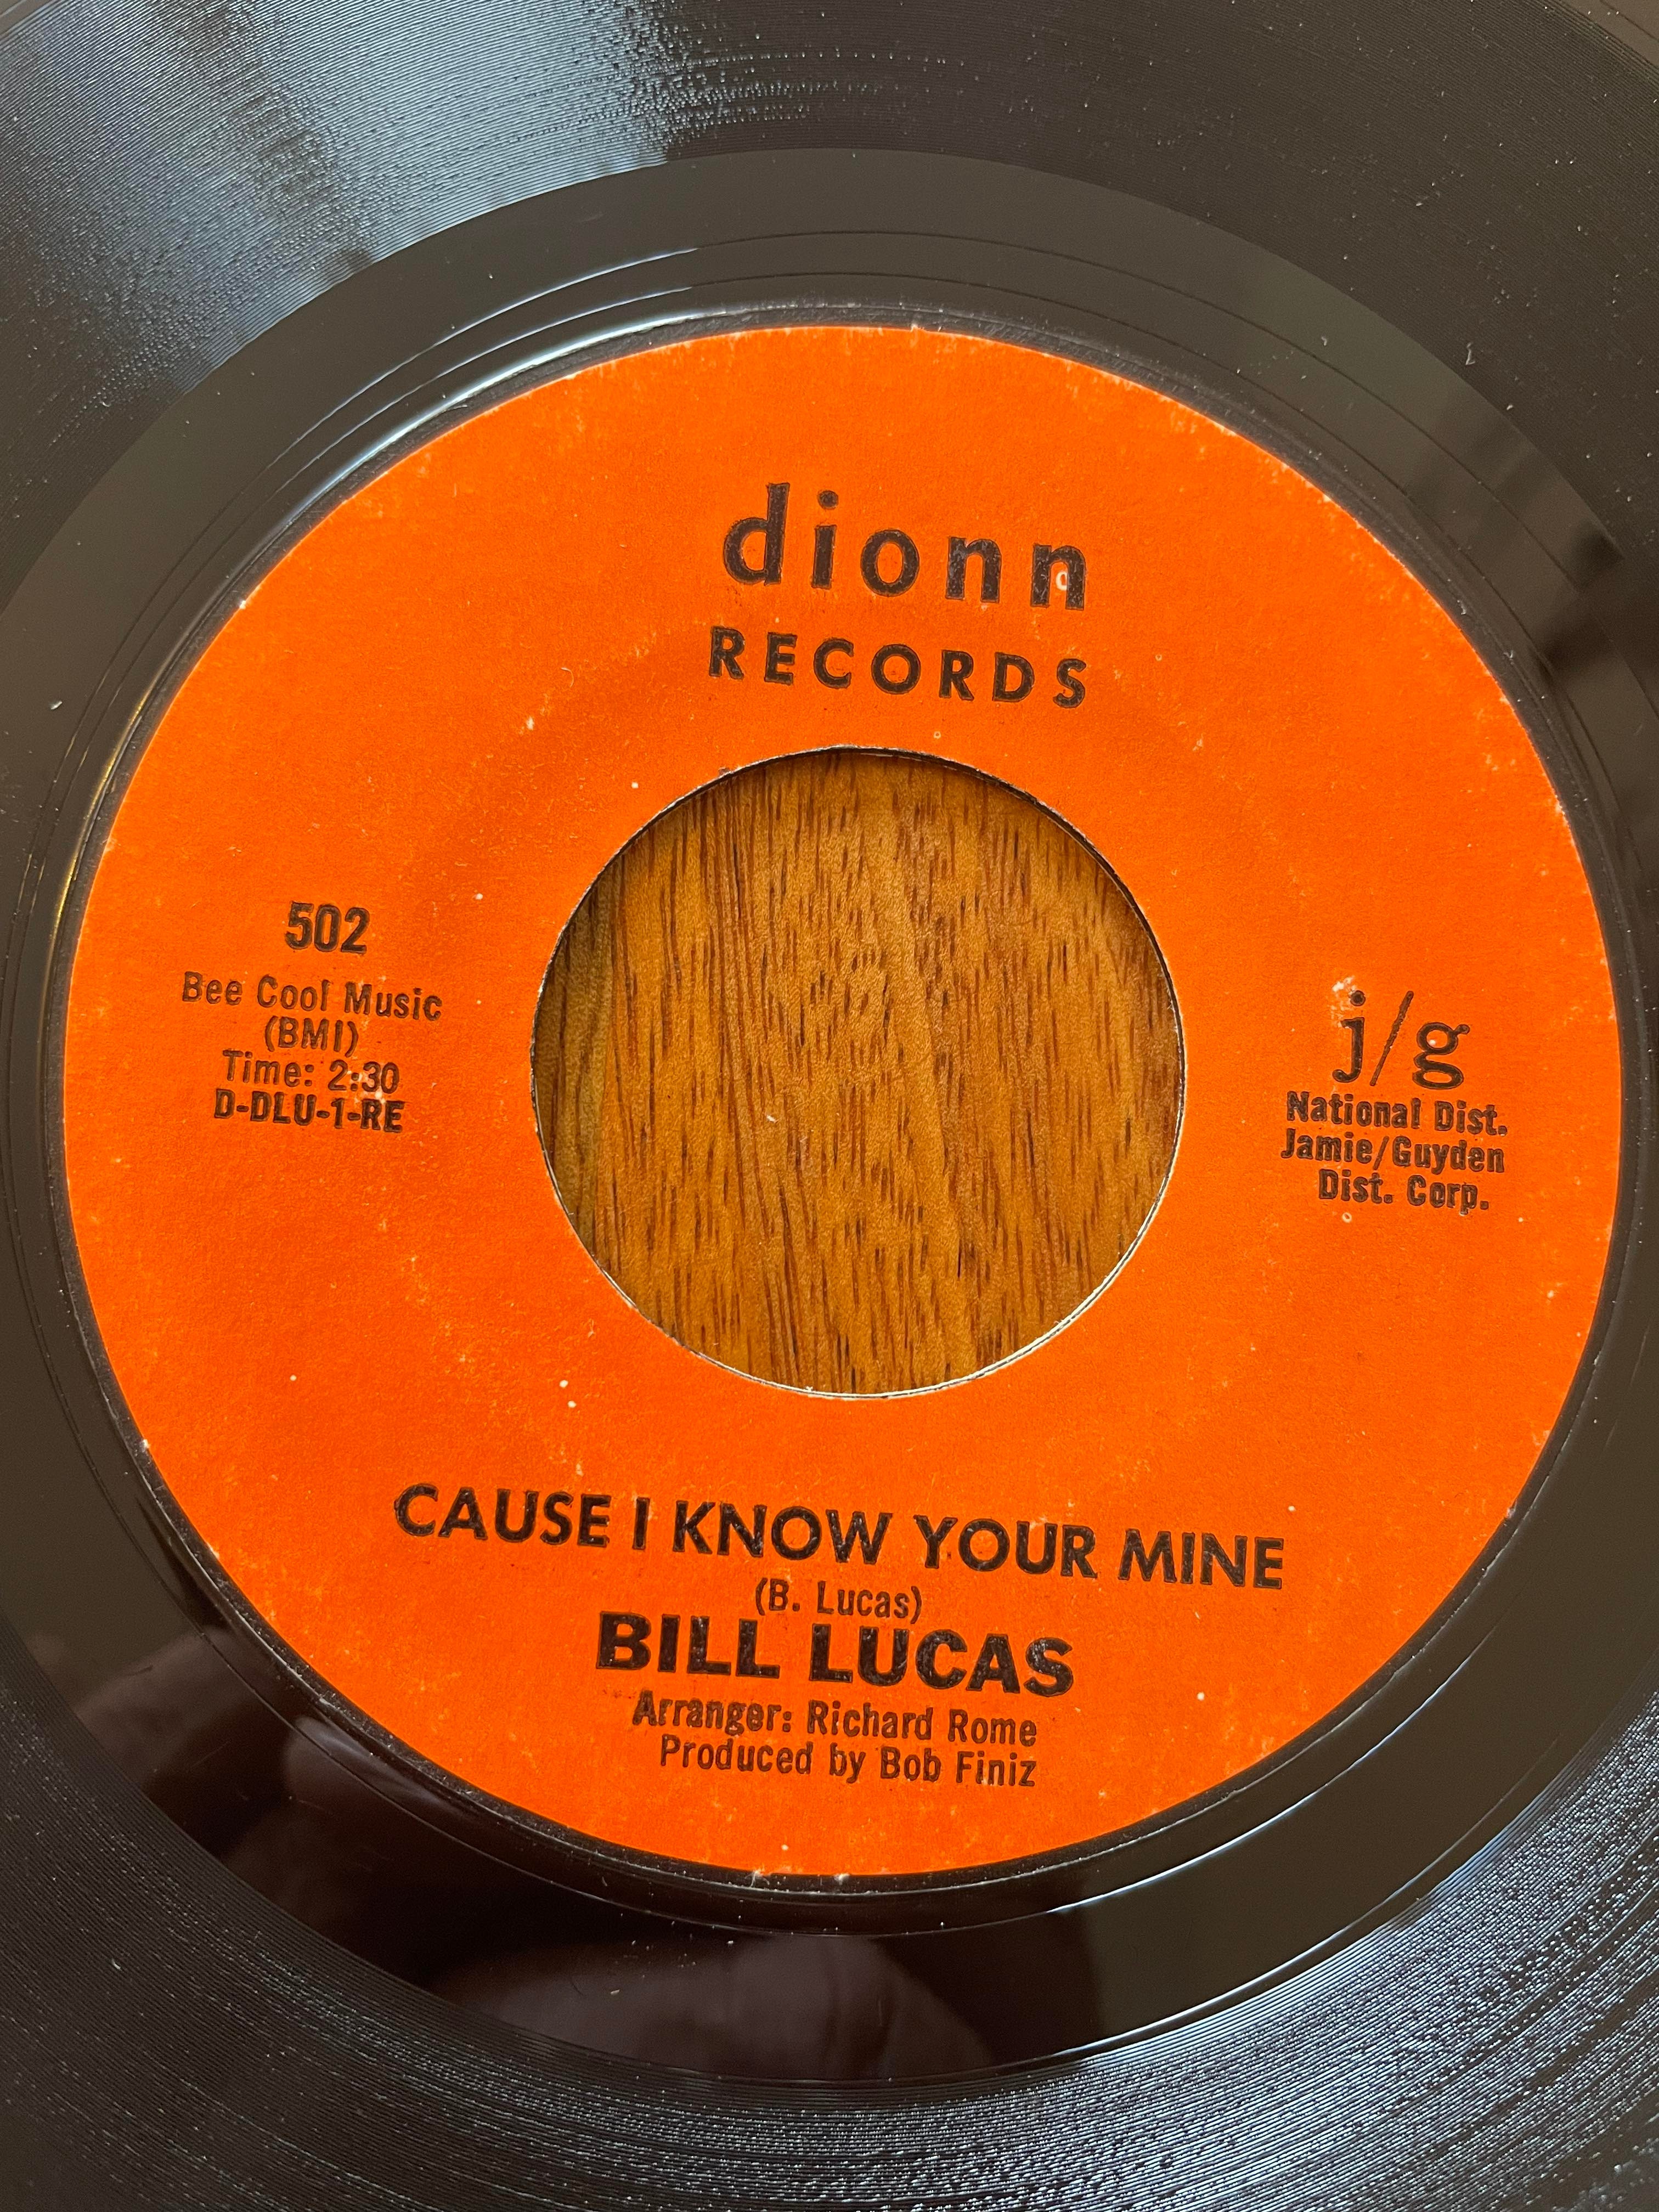 dionn
RECORDS
502
Bee Cool Music
(BMI)
Time: 2:30
D-DLU-1-RE
j/g
National Dist.
Jamie/Guyden
Dist. Corp.
CAUSE I KNOW YOUR MINE
(B. Lucas)
BILL LUCAS
Arranger: Richard Rome
Produced by Bob Finiz